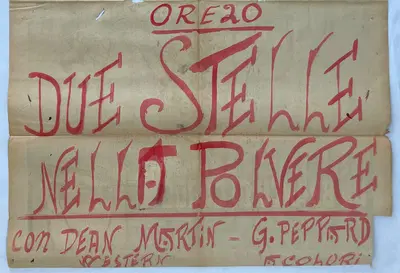 ORE 20
DUE STELLE
NELLA POLVERE
CON DEAN MARTIN - G. PEPPARD
WESTERN A COLORI